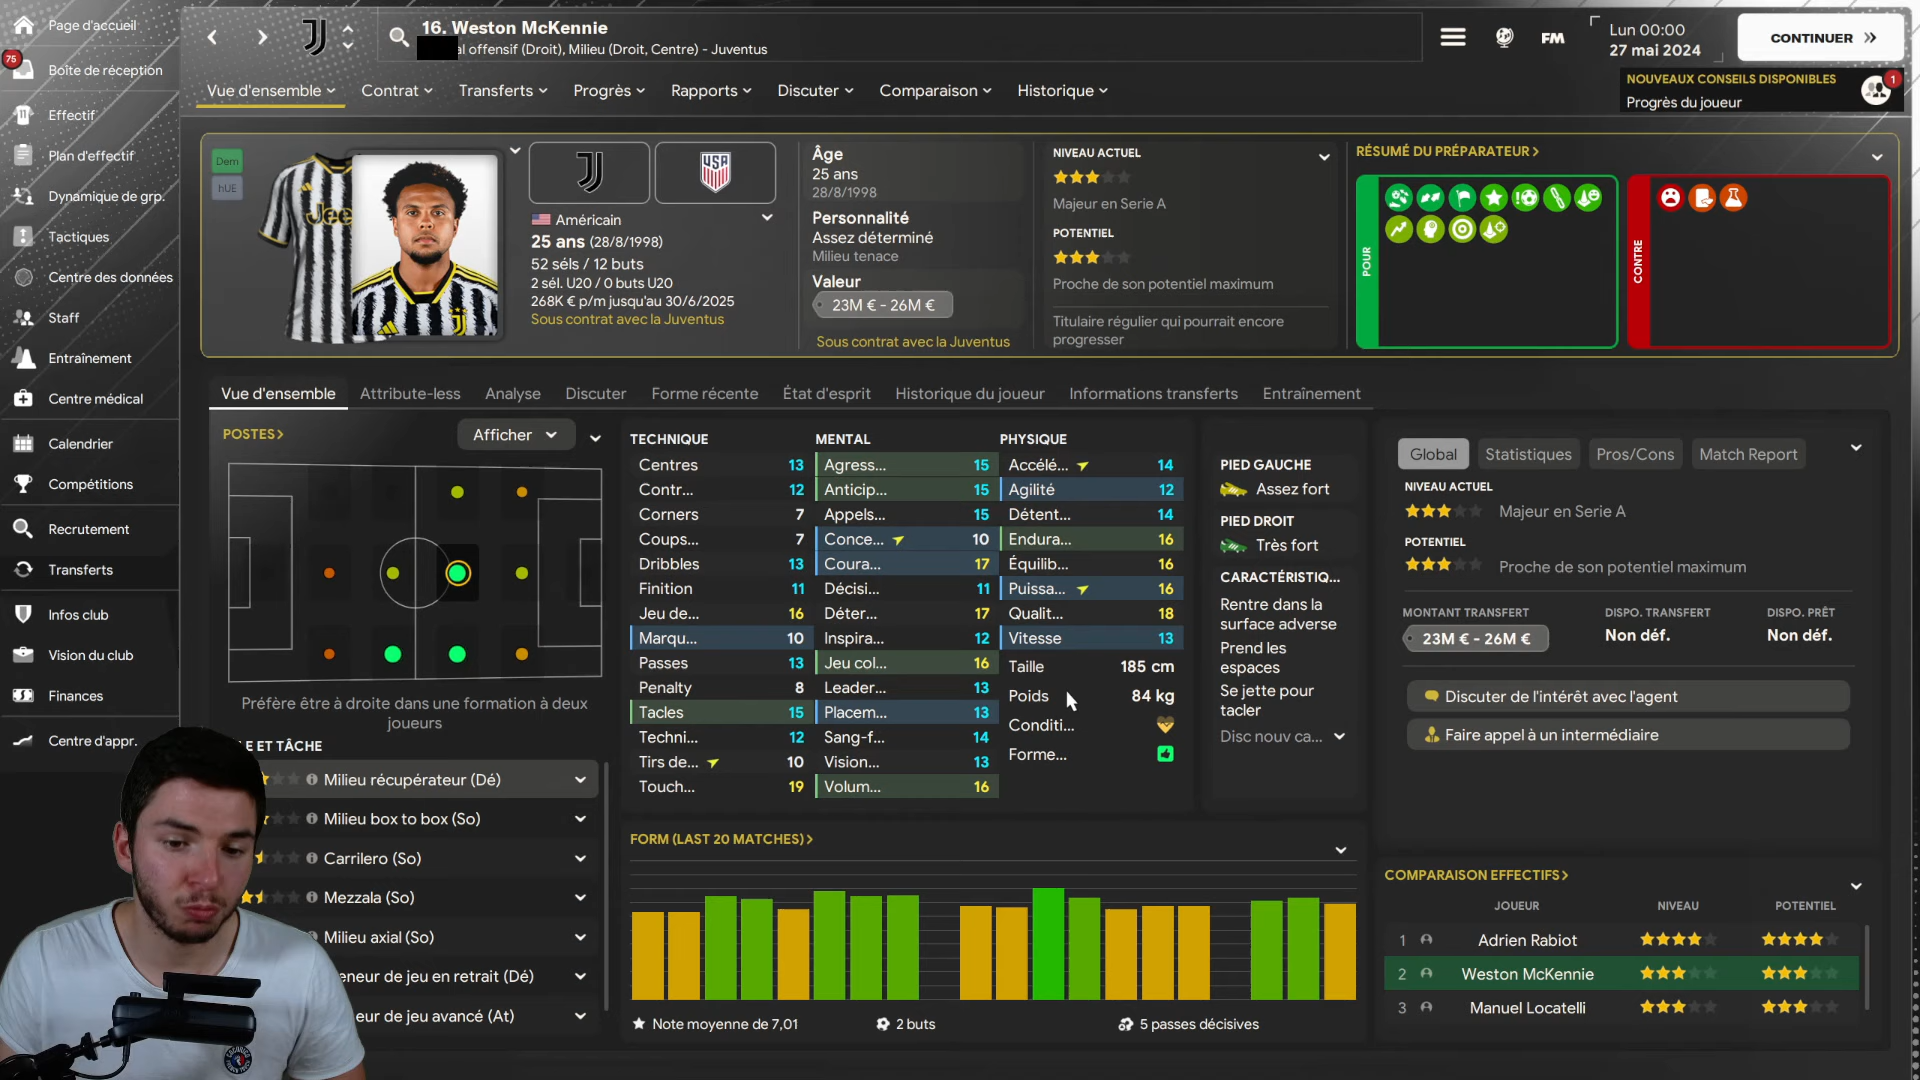 Page d'accueil
75
Boîte de réception
Effectif
Plan d'effectif
Dynamique de grp.
Tactiques
Centre des données
Staff
Entraînement
Centre médical
Calendrier
Compétitions
Recrutement
Transferts
Infos club
Vision du club
Finances
Centre d'appr.
16. Weston McKennie
al offensif (Droit), Milieu (Droit, Centre) - Juventus
FM
Lun 00:00
27 mai 2024
CONTINUER
NOUVEAUX CONSEILS DISPONIBLES
Progrès du joueur
1
Vue d'ensemble
Contrat
Transferts
Progrès
Rapports
Discuter
Comparaison
Historique
Dem
hUE
Jeep
USA
Américain
25 ans (28/8/1998)
52 séls / 12 buts
2 sél. U20 / 0 buts U20
268K € p/m jusqu'au 30/6/2025
Sous contrat avec la Juventus
Âge
25 ans
28/8/1998
Personnalité
Assez déterminé
Milieu tenace
Valeur
23M € - 26M €
Sous contrat avec la Juventus
NIVEAU ACTUEL
Majeur en Serie A
POTENTIEL
Proche de son potentiel maximum
Titulaire régulier qui pourrait encore
progresser
RÉSUMÉ DU PRÉPARATEUR >
POUR
CONTRE
Vue d'ensemble
Attribute-less
Analyse
Discuter
Forme récente
État d'esprit
Historique du joueur
Informations transferts
Entraînement
POSTES >
Afficher
Préfère être à droite dans une formation à deux
joueurs
LE ET TÂCHE
Milieu récupérateur (Dé)
Milieu box to box (So)
Carrilero (So)
Mezzala (So)
Milieu axial (So)
eneur de jeu en retrait (Dé)
eur de jeu avancé (At)
TECHNIQUE
Centres 13
Contr... 12
Corners 7
Coups... 7
Dribbles 13
Finition 11
Jeu de... 16
Marqu... 10
Passes 13
Penalty 8
Tacles 15
Techni... 12
Tirs de... 10
Touch... 19
MENTAL
Agress... 15
Anticip... 15
Appels... 15
Conce... 10
Coura... 17
Décisi... 11
Déter... 17
Inspira... 12
Jeu col... 16
Leader... 13
Placem... 13
Sang-f... 14
Vision... 13
Volum... 16
PHYSIQUE
Accélé... 14
Agilité 12
Détent... 14
Endura... 16
Équilib... 16
Puissa... 16
Qualit... 18
Vitesse 13
Taille 185 cm
Poids 84 kg
Conditi...
Forme...
PIED GAUCHE
Assez fort
PIED DROIT
Très fort
CARACTÉRISTIQ...
Rentre dans la
surface adverse
Prend les
espaces
Se jette pour
tacler
Disc nouv ca...
FORM (LAST 20 MATCHES) >
Note moyenne de 7,01
2 buts
5 passes décisives
Global
Statistiques
Pros/Cons
Match Report
NIVEAU ACTUEL
Majeur en Serie A
POTENTIEL
Proche de son potentiel maximum
MONTANT TRANSFERT
23M € - 26M €
DISPO. TRANSFERT
Non déf.
DISPO. PRÊT
Non déf.
Discuter de l'intérêt avec l'agent
Faire appel à un intermédiaire
COMPARAISON EFFECTIFS >
JOUEUR NIVEAU POTENTIEL
1 Adrien Rabiot
2 Weston McKennie
3 Manuel Locatelli